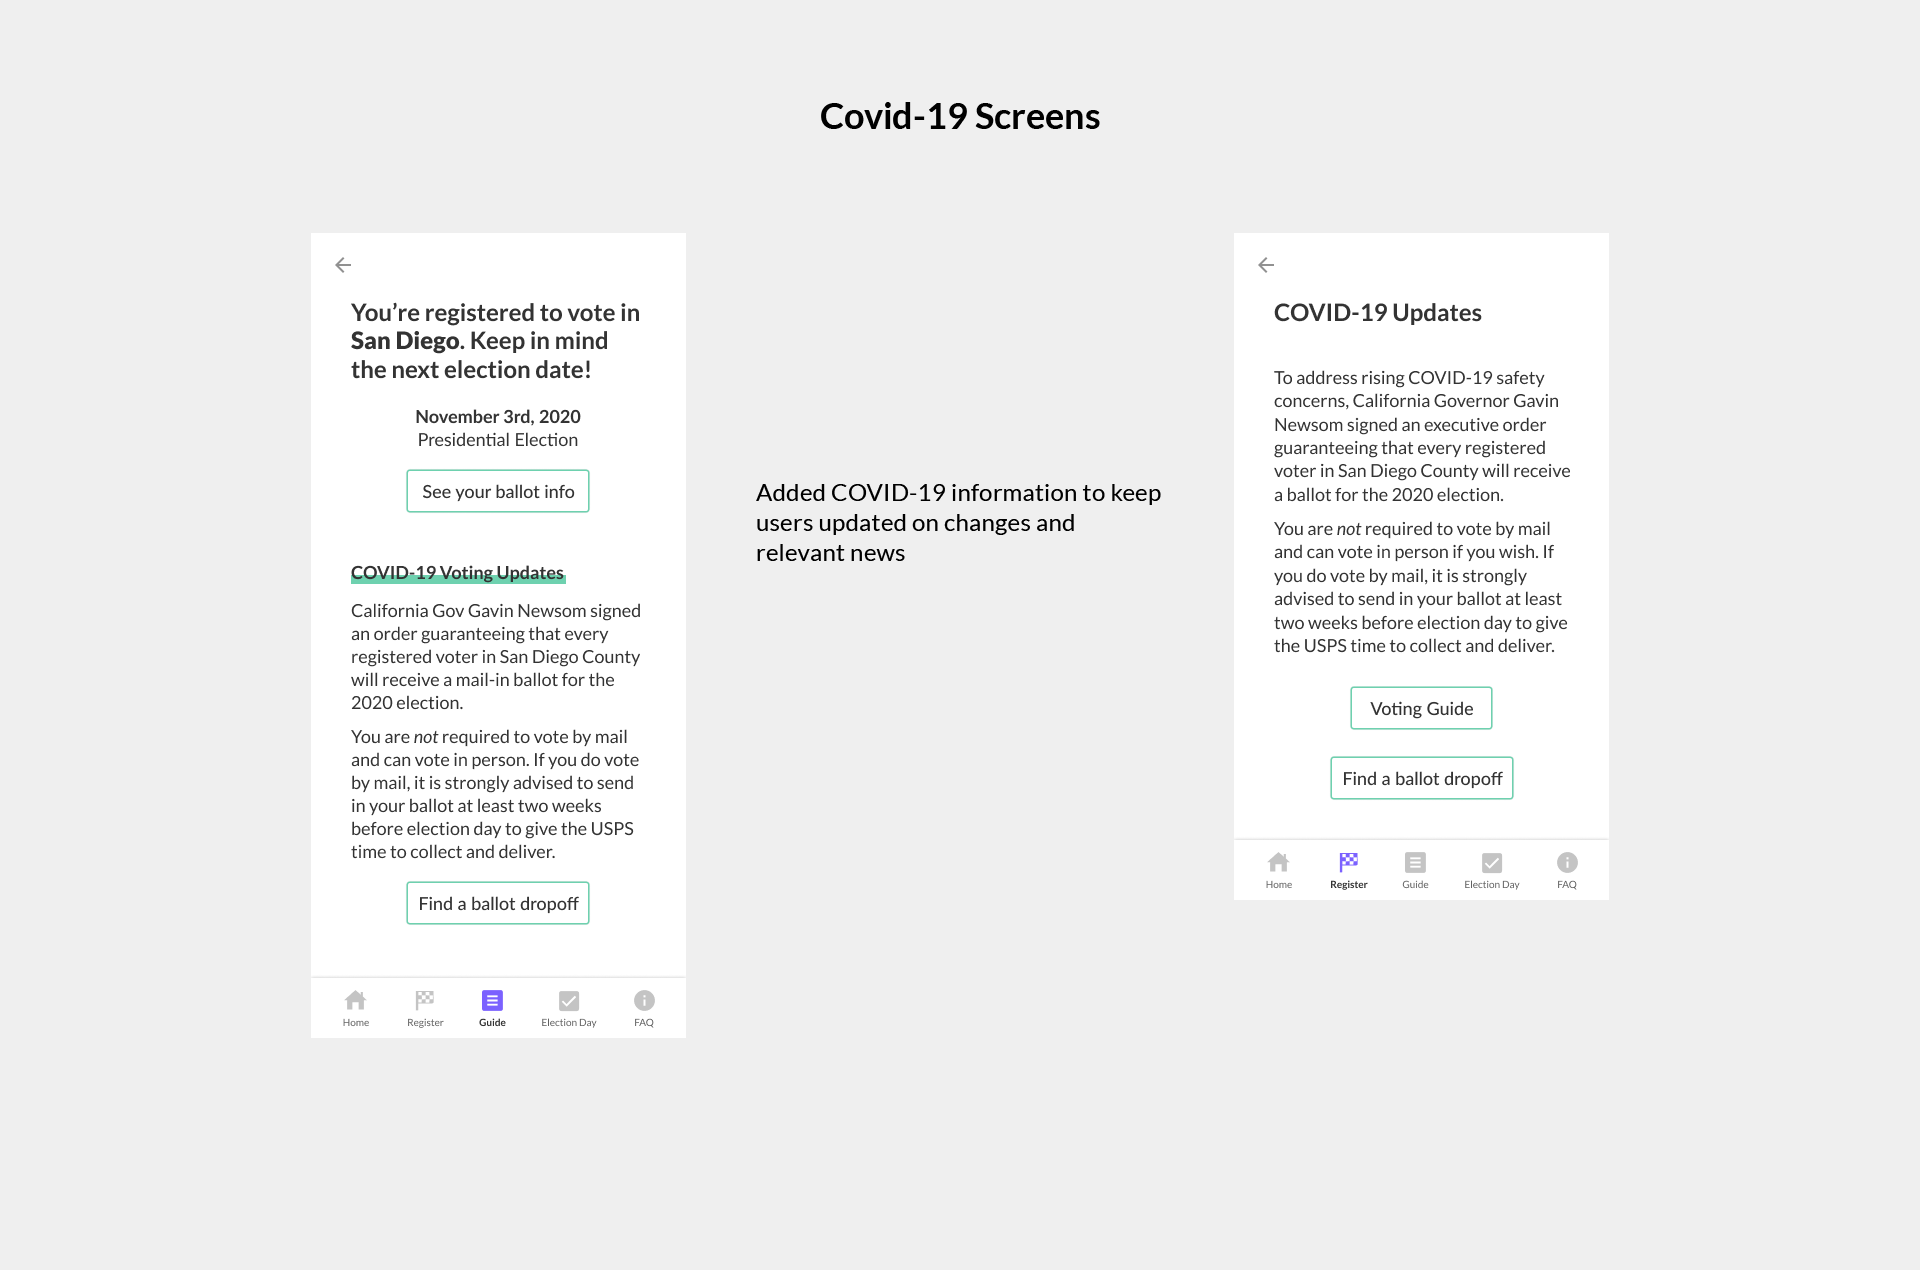 Covid-19 Screens
You’re registered to vote in
San Diego. Keep in mind
the next election date!
November 3rd, 2020
Presidential Election
See your ballot info
COVID-19 Voting Updates
California Gov Gavin Newsom signed
an order guaranteeing that every
registered voter in San Diego County
will receive a mail-in ballot for the
2020 election.
You are not required to vote by mail
and can vote in person. If you do vote
by mail, it is strongly advised to send
in your ballot at least two weeks
before election day to give the USPS
time to collect and deliver.
Find a ballot dropoff
Home
Register
Guide
Election Day
FAQ
Added COVID-19 information to keep
users updated on changes and
relevant news
COVID-19 Updates
To address rising COVID-19 safety
concerns, California Governor Gavin
Newsom signed an executive order
guaranteeing that every registered
voter in San Diego County will receive
a ballot for the 2020 election.
You are not required to vote by mail
and can vote in person if you wish. If
you do vote by mail, it is strongly
advised to send in your ballot at least
two weeks before election day to give
the USPS time to collect and deliver.
Voting Guide
Find a ballot dropoff
Home
Register
Guide
Election Day
FAQ